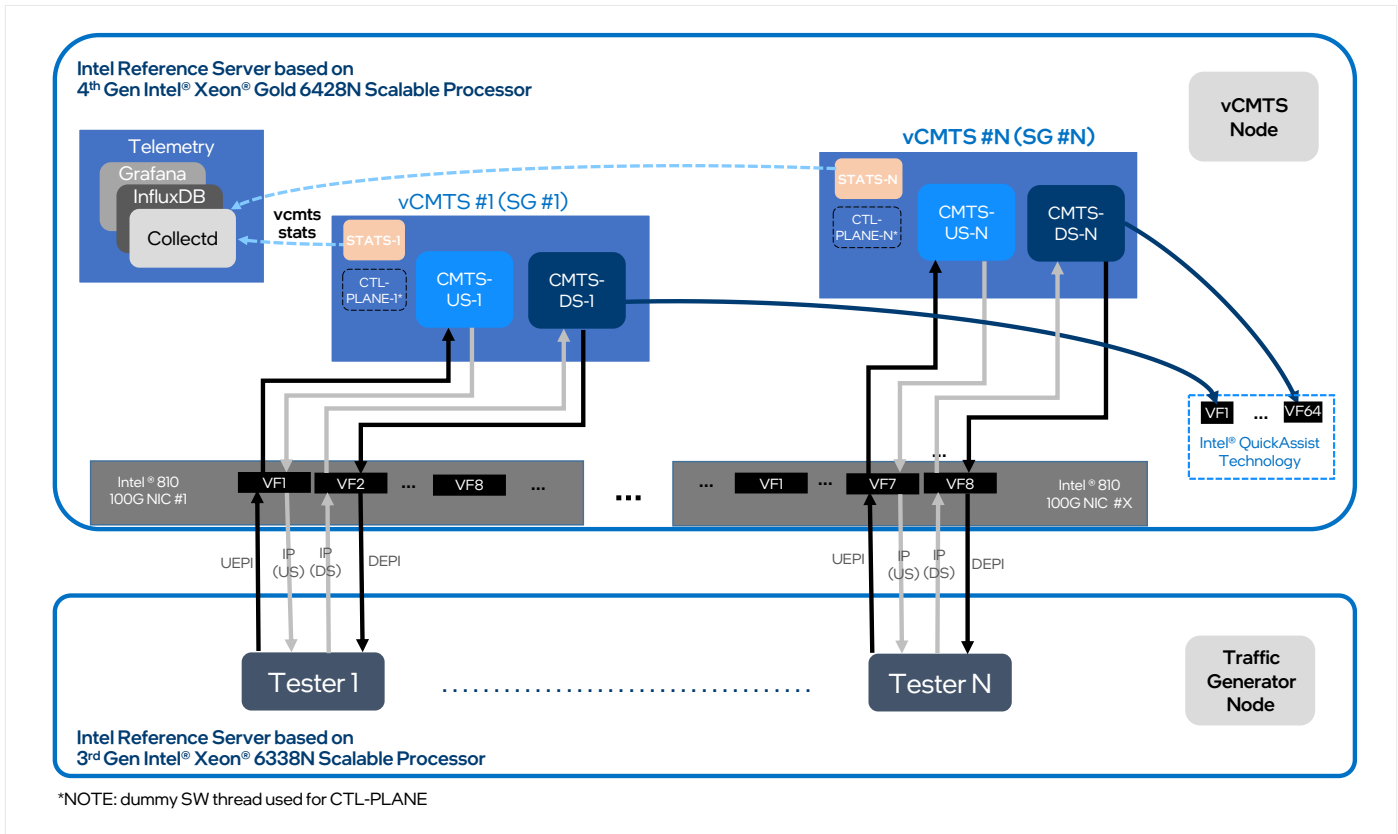 Intel Reference Server based on
4th Gen Intel® Xeon® Gold 6428N Scalable Processor
vCMTS
Node
Telemetry
Grafana
InfluxDB
Collectd
vcmts
stats
vCMTS #1 (SG #1)
STATS-1
CTL-
PLANE-1*
CMTS-
US-1
CMTS-
DS-1
vCMTS #N (SG #N)
STATS-N
CTL-
PLANE-N*
CMTS-
US-N
CMTS-
DS-N
VF1 ... VF64
Intel® QuickAssist
Technology
Intel® 810
100G NIC #1
VF1
VF2
...
VF8
...
...
...
VF1
...
VF7
VF8
...
Intel® 810
100G NIC #X
UEPI
IP
(US)
IP
(DS)
DEPI
UEPI
IP
(US)
IP
(DS)
DEPI
Tester 1
Tester N
Traffic
Generator
Node
Intel Reference Server based on
3rd Gen Intel® Xeon® 6338N Scalable Processor
*NOTE: dummy SW thread used for CTL-PLANE